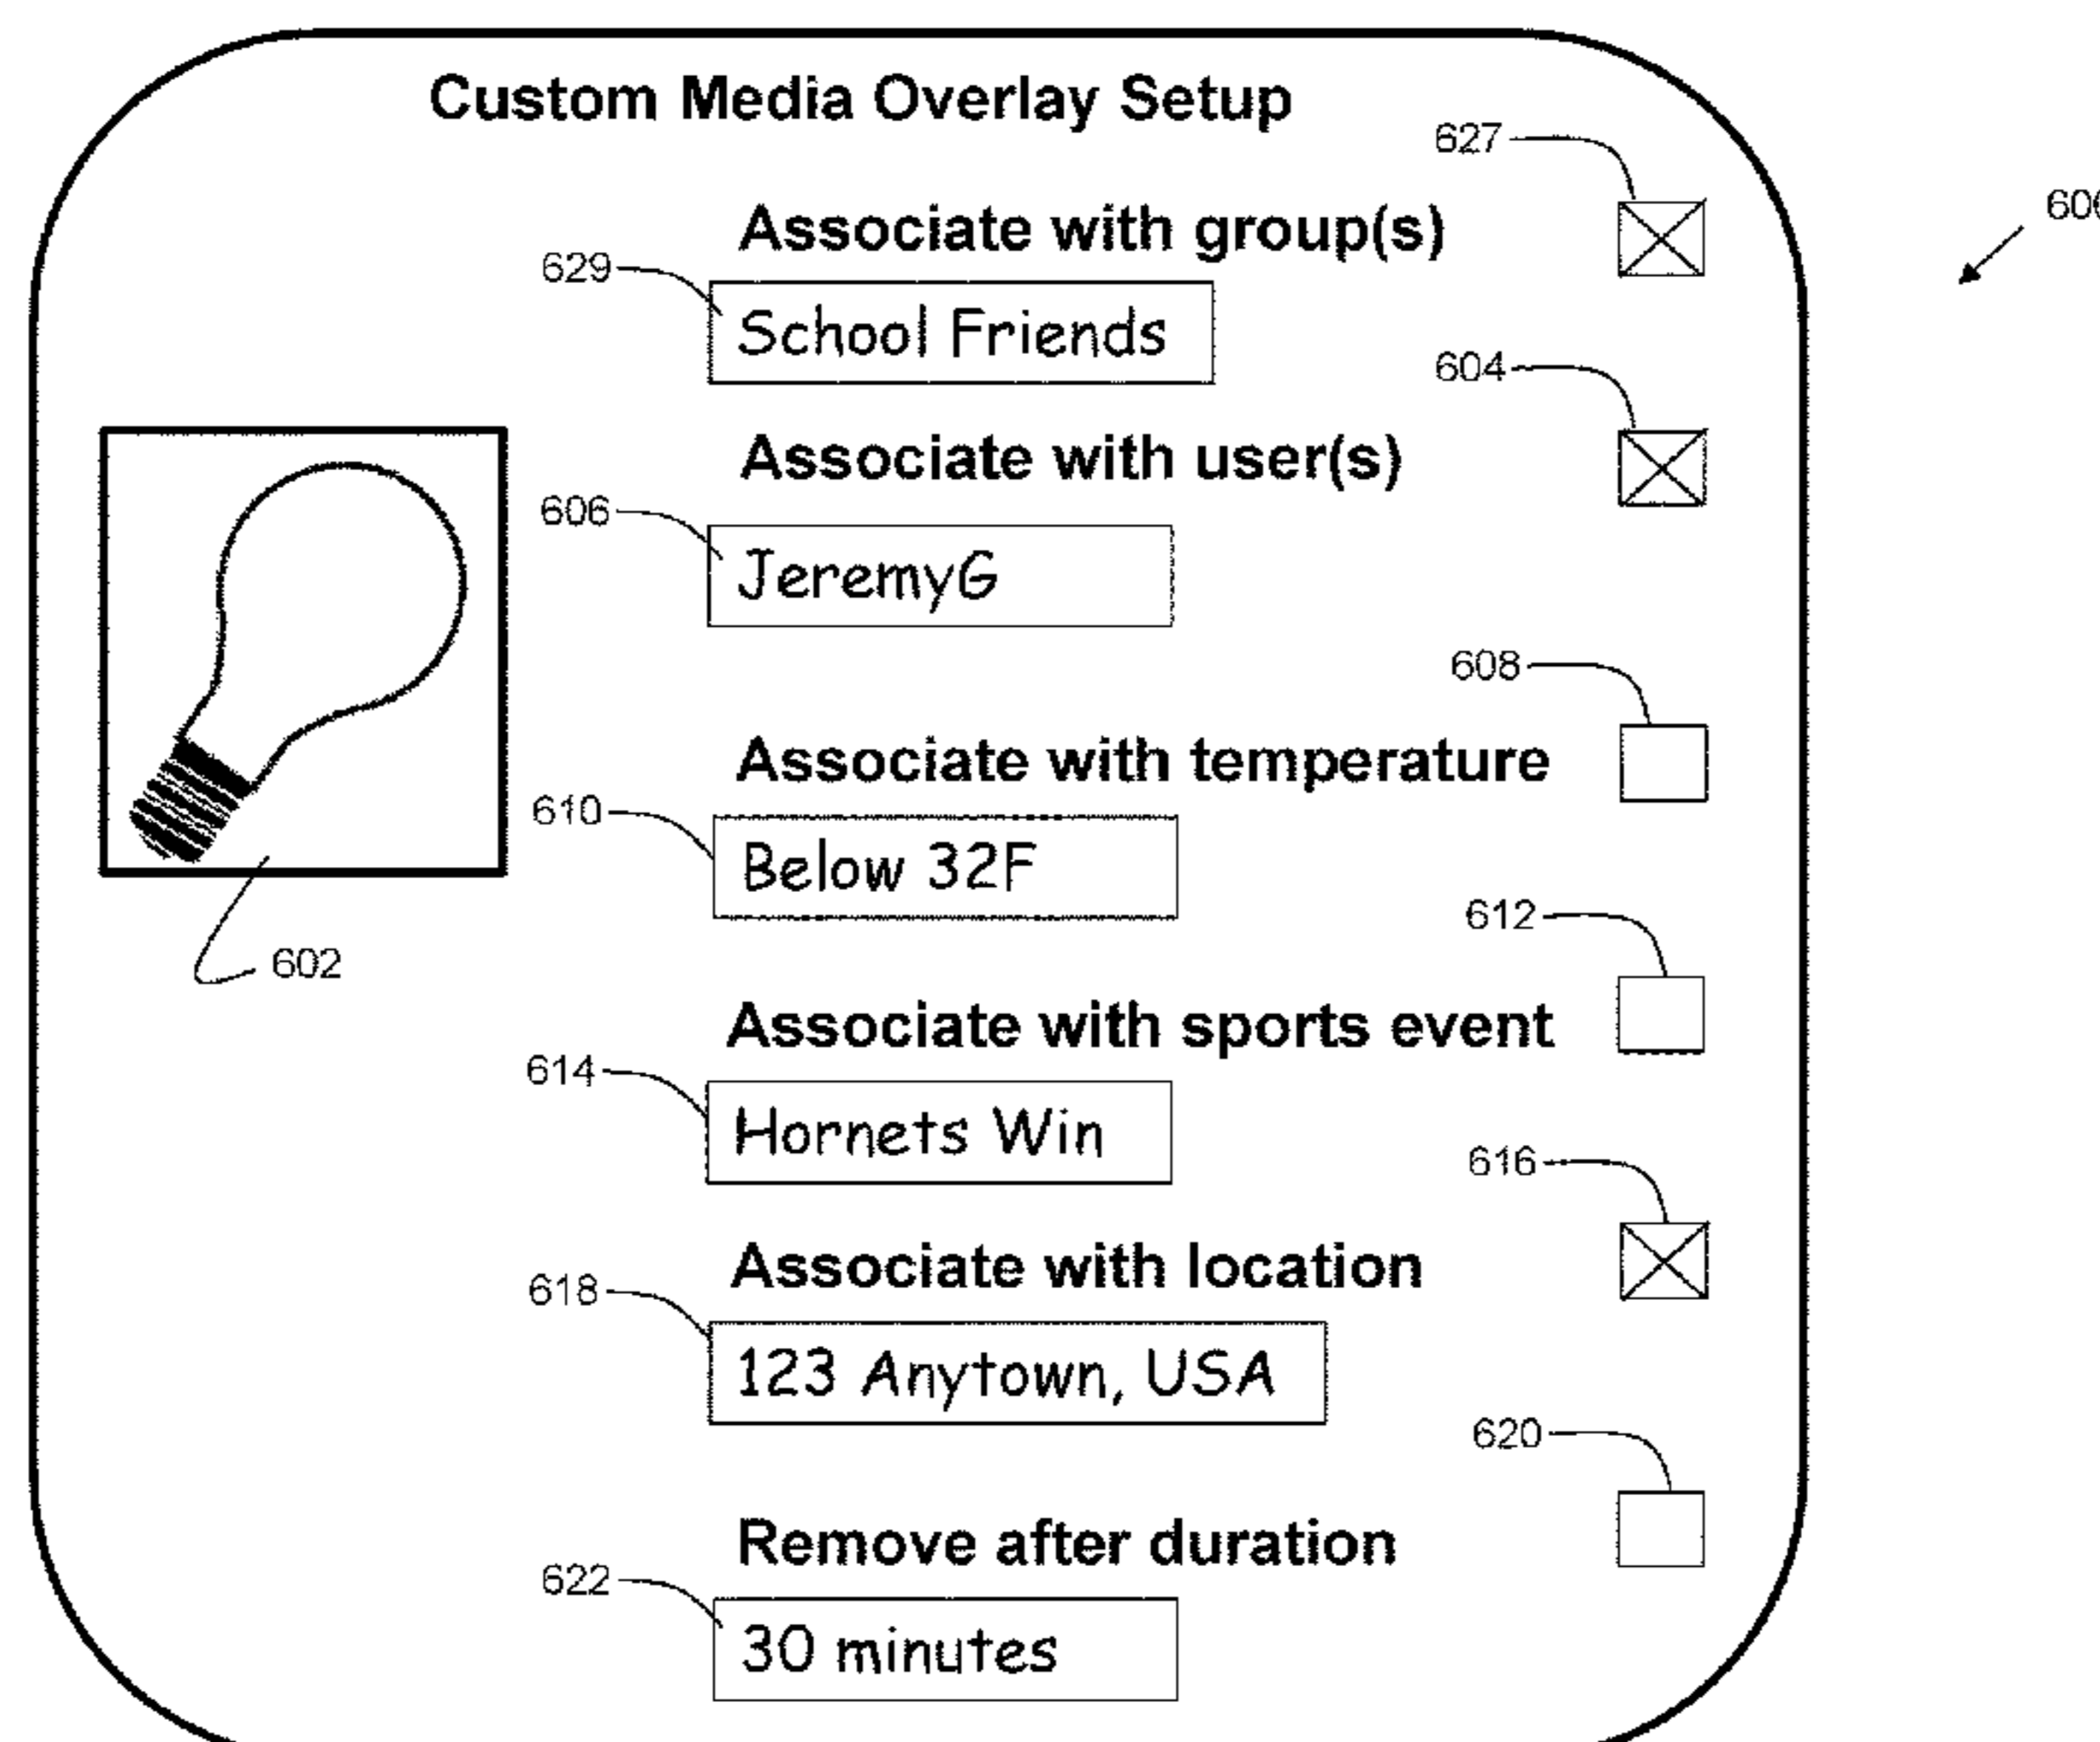 Custom Media Overlay Setup
627
Associate with group(s)
629
School Friends
604
Associate with user(s)
606
JeremyG
608
Associate with temperature
610
Below 32F
602
612
Associate with sports event
614
Hornets Win
616
Associate with location
618
123 Anytown, USA
620
Remove after duration
622
30 minutes